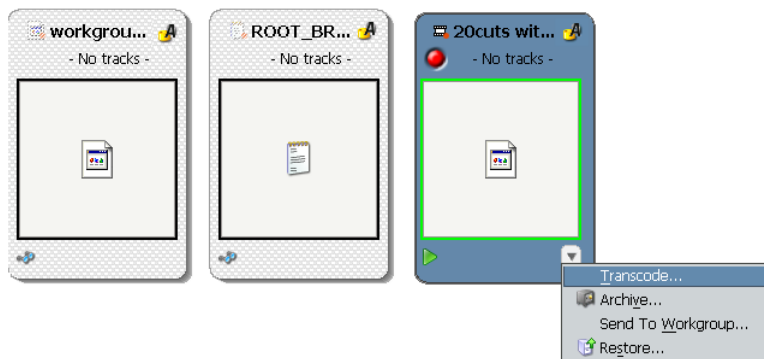 workgrou...
- No tracks -
ROOT_BR...
- No tracks -
20cuts wit...
- No tracks -
Transcode...
Archive...
Send To Workgroup...
Restore...